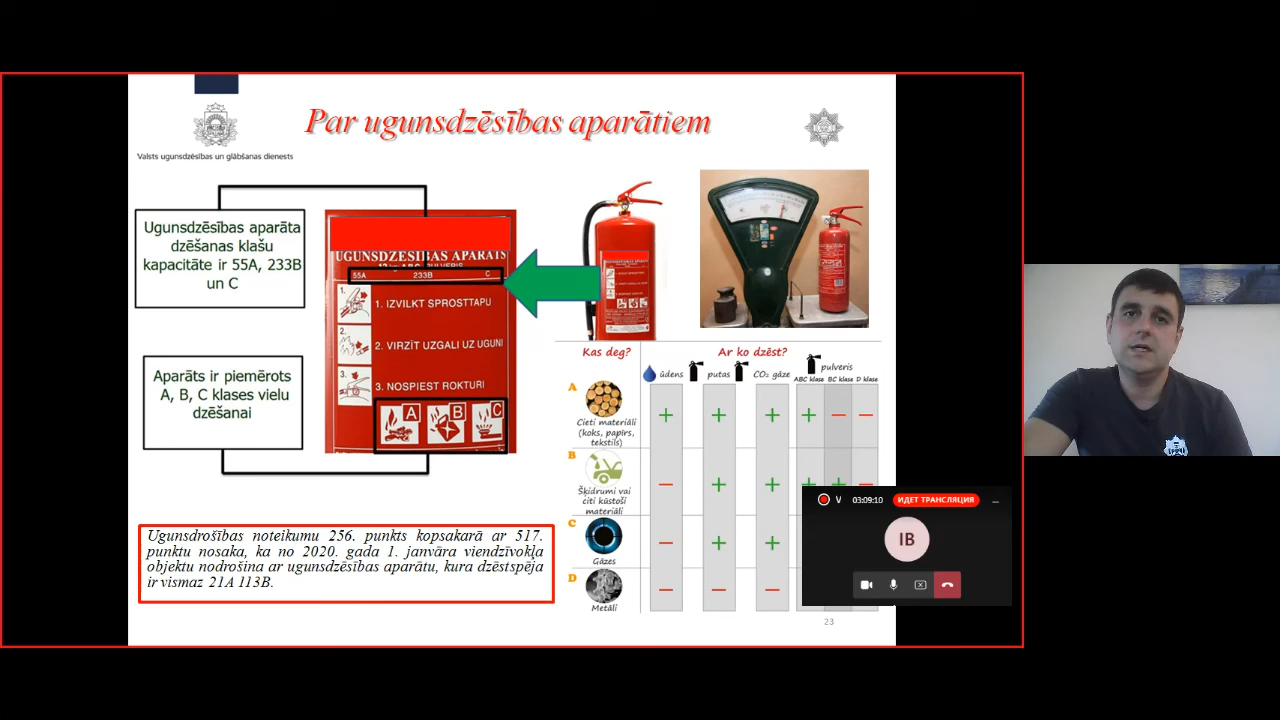 Par ugunsdzēsības aparātiem
Valsts ugunsdzēsības un glābšanas dienests
Ugunsdzēsības aparāta
dzēšanas klašu
kapacitāte ir 55A, 233B
un C
Aparāts ir piemērots
A, B, C klases vielu
dzēšanai
UGUNSDZĒSĪBAS APARĀTS
55A 233B C
1.
1. IZVILKT SPROSTTAPU
2.
2. VIRZĪT UZGALI UZ UGUNI
3.
3. NOSPIEST ROKTURI
A B C
Kas deg?
Ar ko dzēst?
ūdens
putas
CO₂ gāze
pulveris
ABC klase BC klase D klase
A
+ + + + − −
Cieti materiāli
(koks, papīrs,
tekstils)
B
− + + + + −
Šķidrumi vai
citi kūstoši
materiāli
C
− + +
Gāzes
D
− − −
Metāli
Ugunsdrošības noteikumu 256. punkts kopsakarā ar 517.
punktu nosaka, ka no 2020. gada 1. janvāra viendzīvokļa
objektu nodrošina ar ugunsdzēsības aparātu, kura dzēstspēja
ir vismaz 21A 113B.
23
V 03:09:10 ИДЕТ ТРАНСЛЯЦИЯ
IB